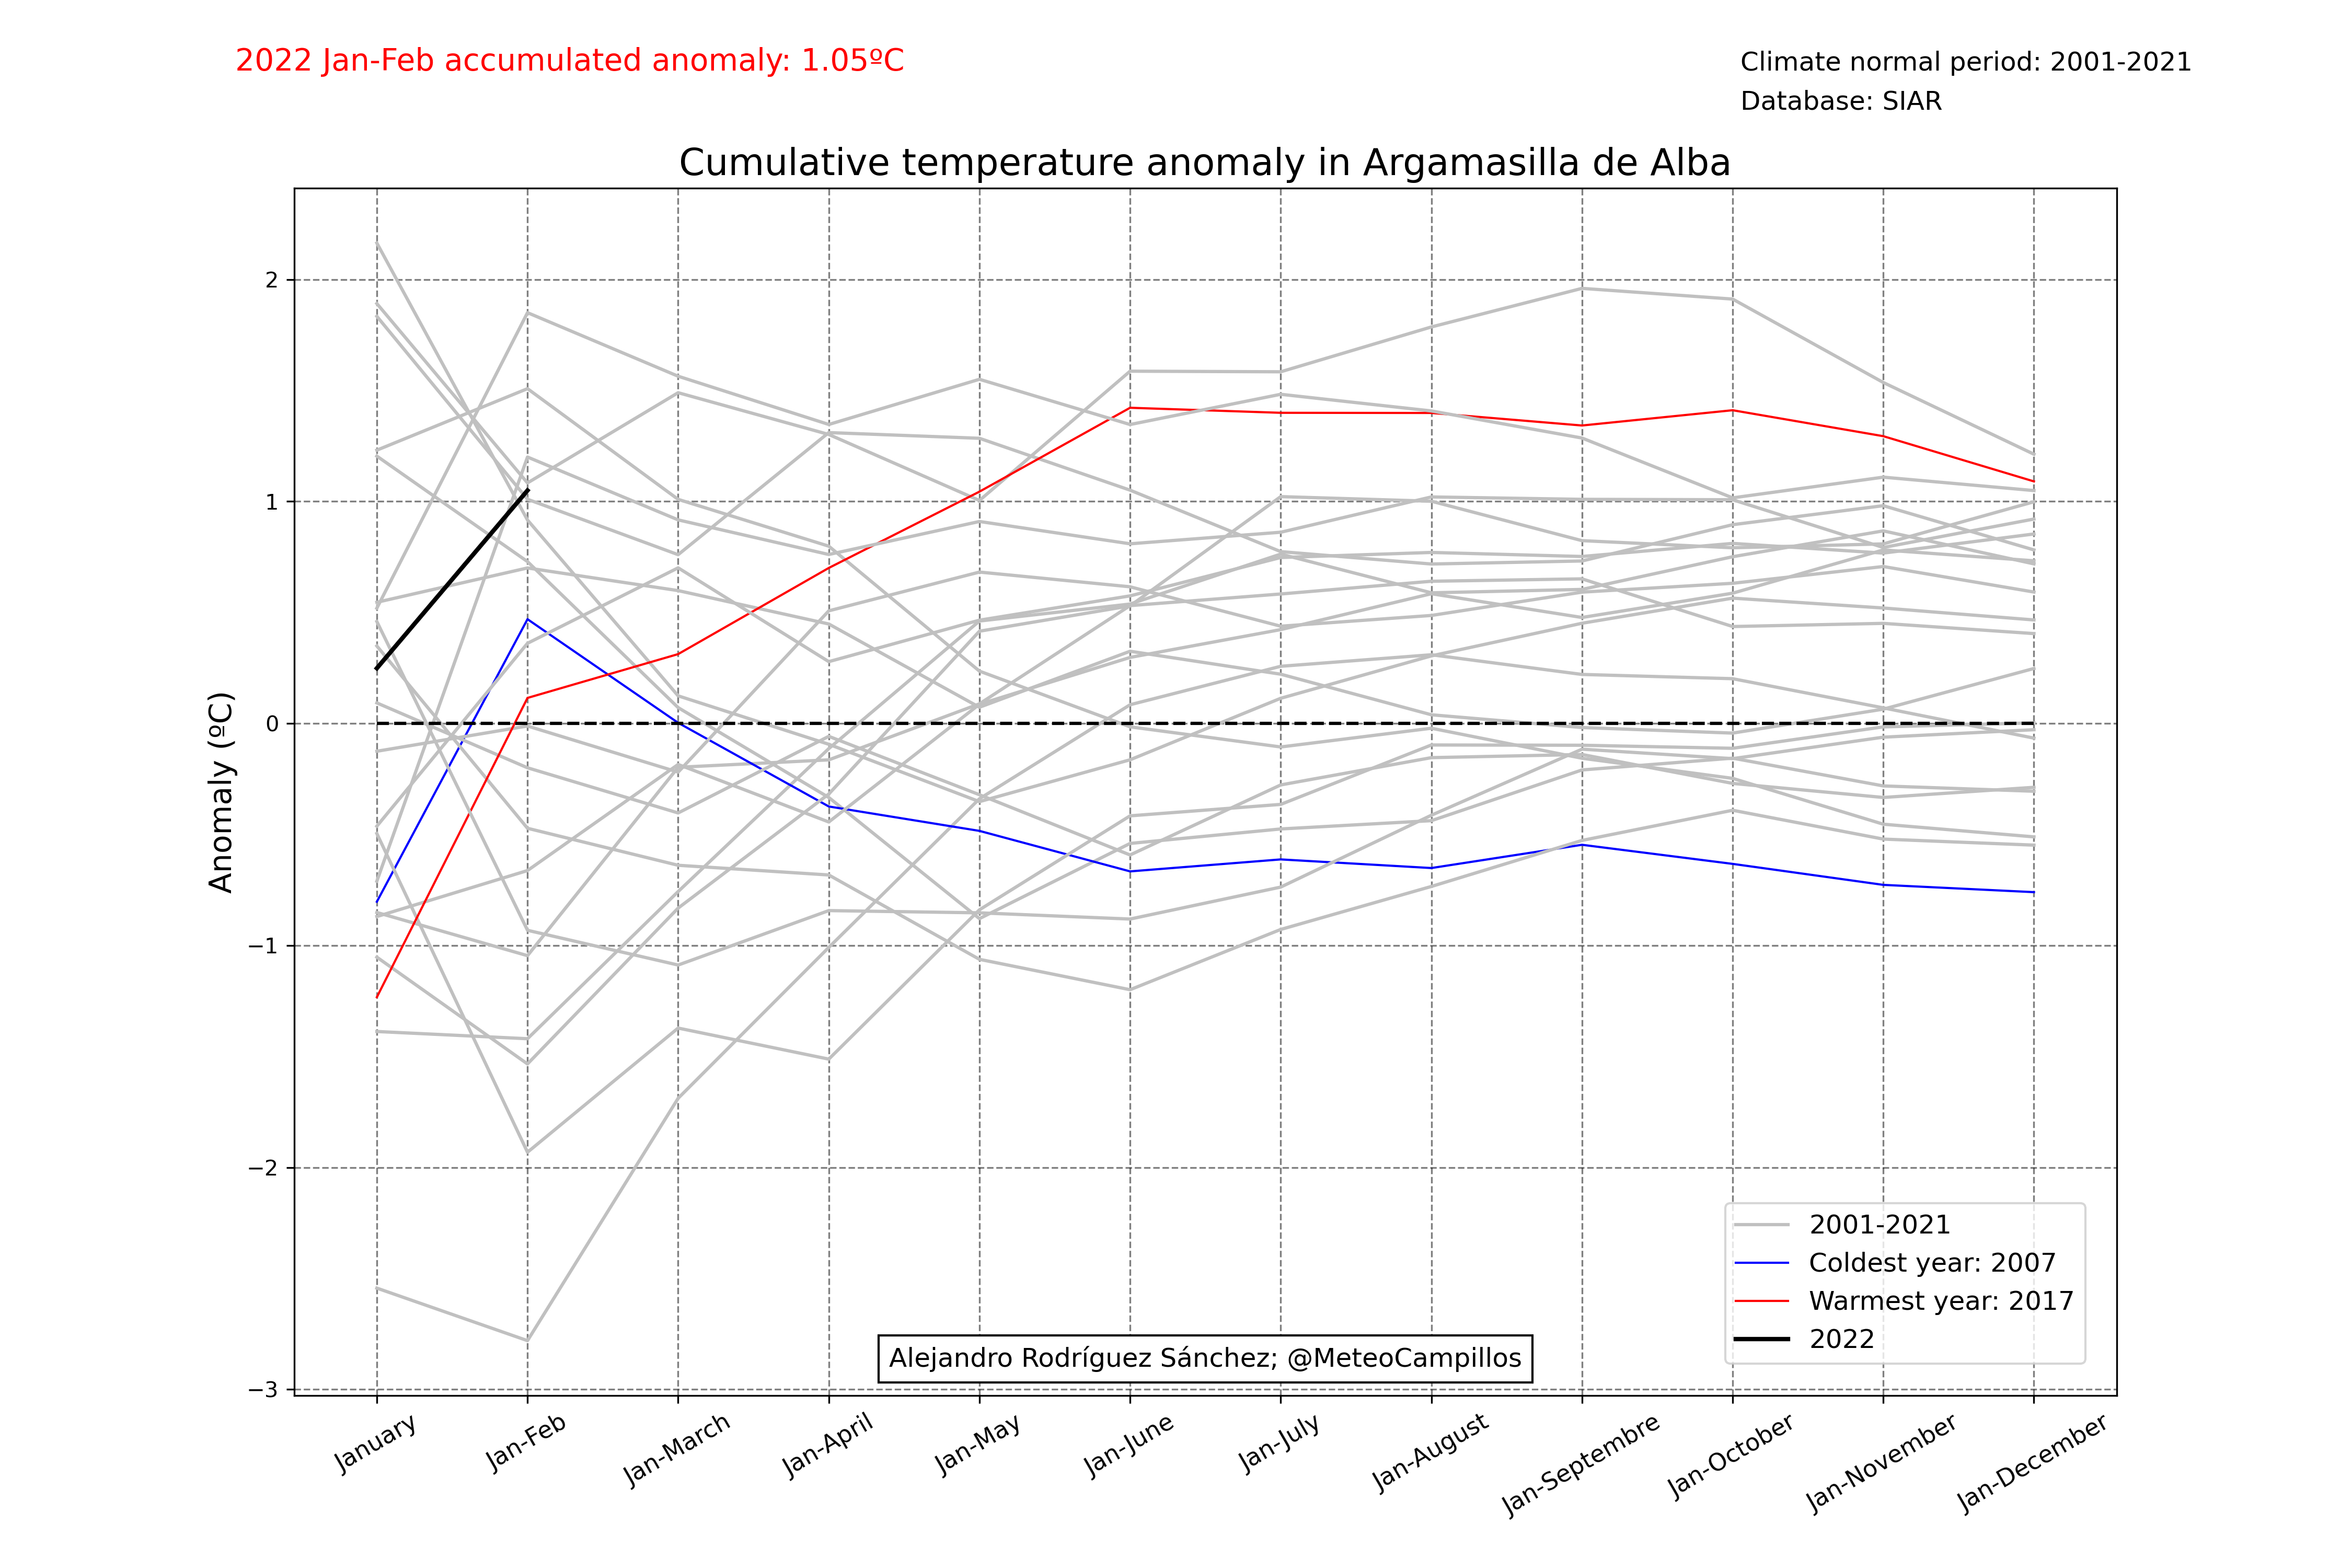 2022 Jan-Feb accumulated anomaly: 1.05ºC
Climate normal period: 2001-2021
Database: SIAR
Cumulative temperature anomaly in Argamasilla de Alba
Anomaly (ºC)
2
1
0
−1
−2
−3
January
Jan-Feb
Jan-March
Jan-April
Jan-May
Jan-June
Jan-July
Jan-August
Jan-Septembre
Jan-October
Jan-November
Jan-December
2001-2021
Coldest year: 2007
Warmest year: 2017
2022
Alejandro Rodríguez Sánchez; @MeteoCampillos